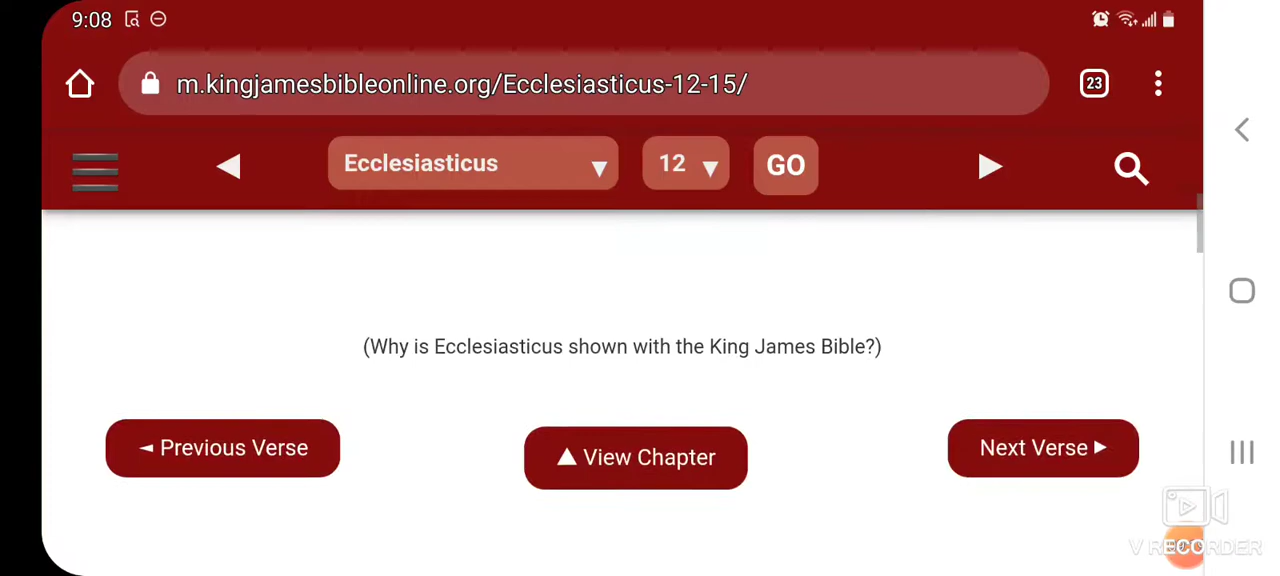 9:08
m.kingjamesbibleonline.org/Ecclesiasticus-12-15/
23
Ecclesiasticus 12 GO
(Why is Ecclesiasticus shown with the King James Bible?)
◄ Previous Verse
▲ View Chapter
Next Verse ►
V RECORDER